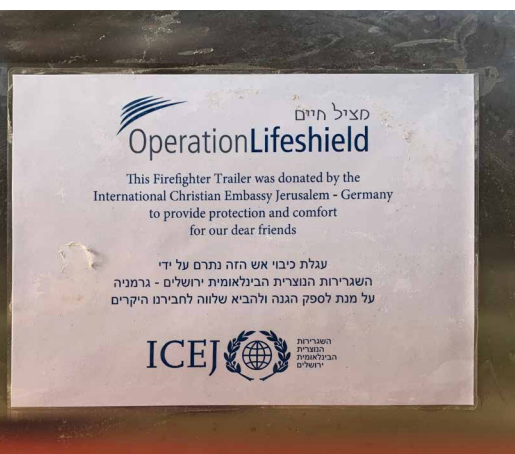 מציל חיים
OperationLifeshield
This Firefighter Trailer was donated by the
International Christian Embassy Jerusalem - Germany
to provide protection and comfort
for our dear friends
עגלת כיבוי אש הזה נתרם על ידי
השגרירות הנוצרית הבינלאומית ירושלים - גרמניה
על מנת לספק הגנה ולהביא שלווה לחבירנו היקרים
ICEJ
השגרירות
הנוצרית
הבינלאומית
ירושלים